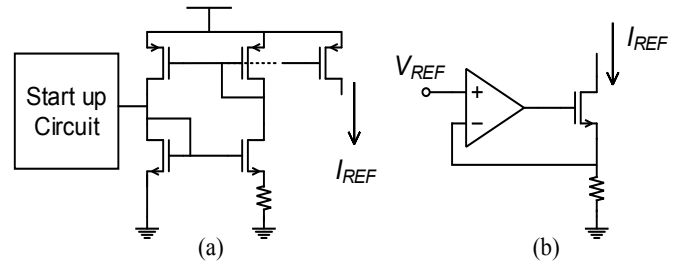 Start up
Circuit
I_REF
(a)
V_REF
+
−
I_REF
(b)